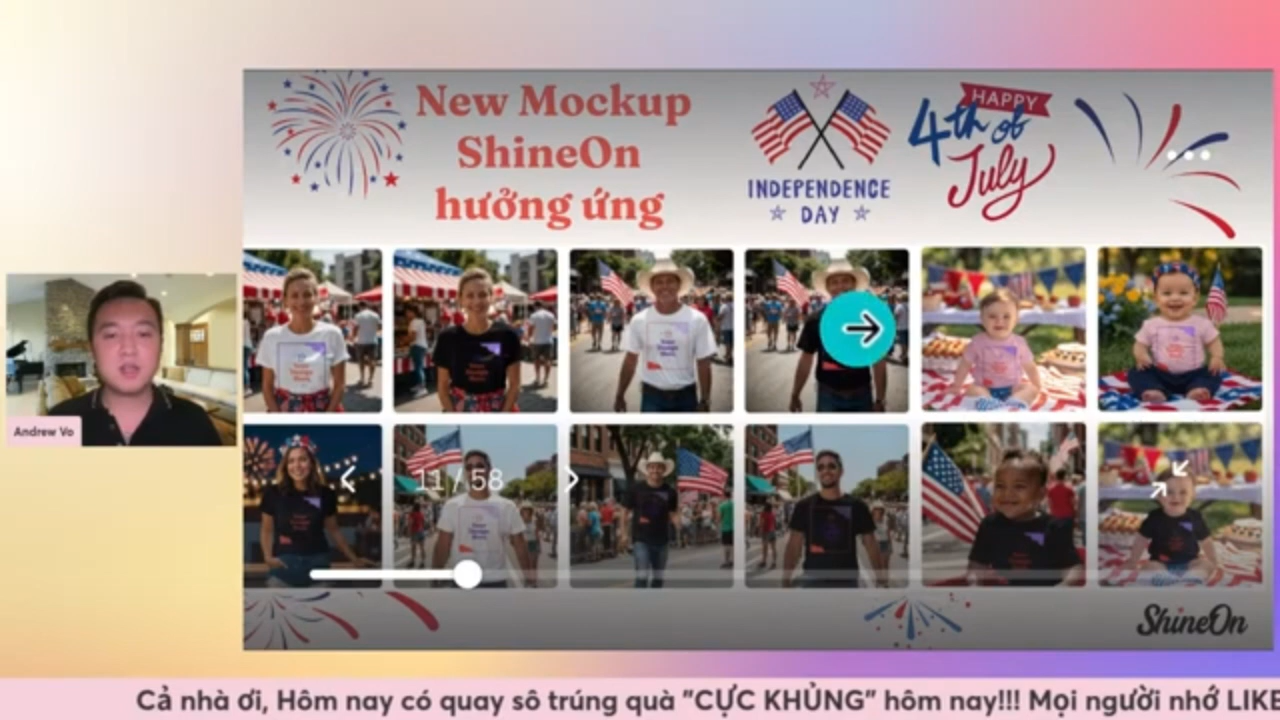 New Mockup
ShineOn
hưởng ứng
INDEPENDENCE
DAY
HAPPY
4th of
July
Andrew Vo
11 / 58
ShineOn
Cả nhà ơi, Hôm nay có quay sô trúng quà "CỰC KHỦNG" hôm nay!!! Mọi người nhớ LIKE